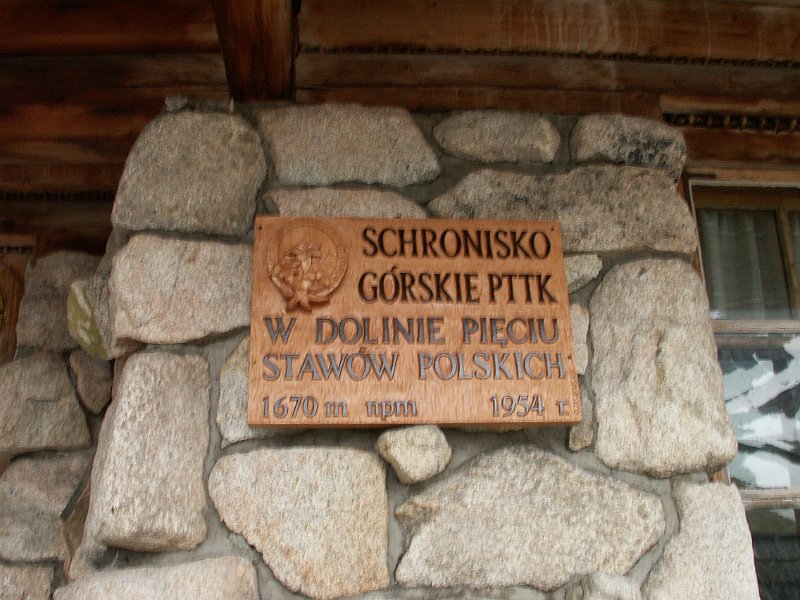 SCHRONISKO
GÓRSKIE PTTK
W DOLINIE PIĘCIU
STAWÓW POLSKICH
1670 m npm 1954 r.